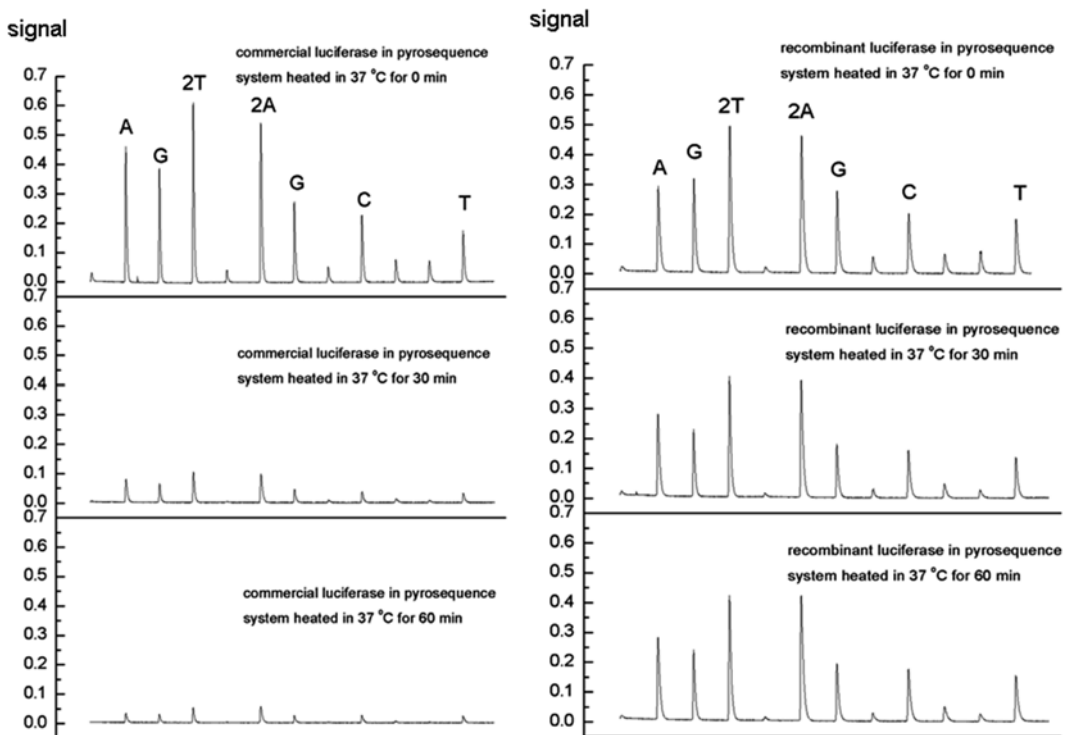 signal
commercial luciferase in pyrosequence
system heated in 37 °C for 0 min
0.7
0.6
0.5
0.4
0.3
0.2
0.1
0.0
A
G
2T
2A
G
C
T
0.7
0.6
0.5
0.4
0.3
0.2
0.1
0.0
commercial luciferase in pyrosequence
system heated in 37 °C for 30 min
0.7
0.6
0.5
0.4
0.3
0.2
0.1
0.0
commercial luciferase in pyrosequence
system heated in 37 °C for 60 min
signal
recombinant luciferase in pyrosequence
system heated in 37 °C for 0 min
0.7
0.6
0.5
0.4
0.3
0.2
0.1
0.0
A
G
2T
2A
G
C
T
0.7
0.6
0.5
0.4
0.3
0.2
0.1
0.0
recombinant luciferase in pyrosequence
system heated in 37 °C for 30 min
0.7
0.6
0.5
0.4
0.3
0.2
0.1
0.0
recombinant luciferase in pyrosequence
system heated in 37 °C for 60 min